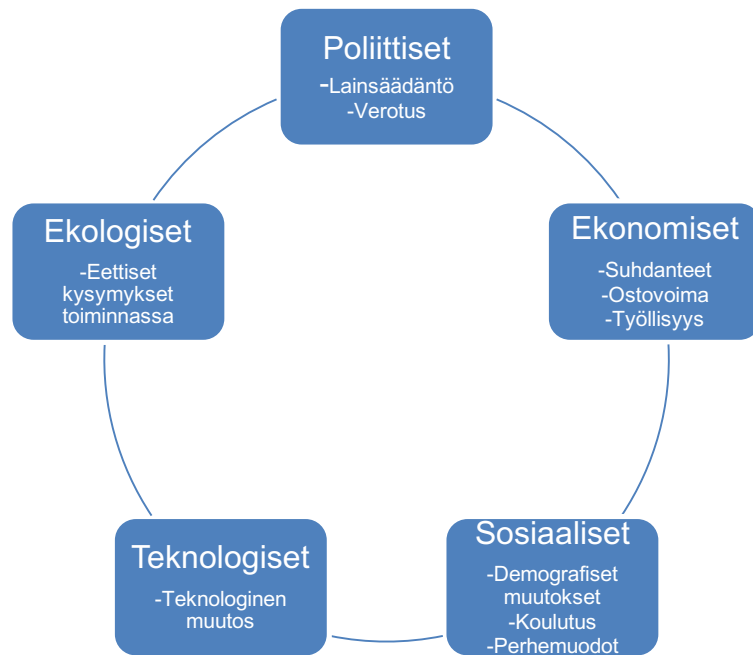 Poliittiset
-Lainsäädäntö
-Verotus
Ekonomiset
-Suhdanteet
-Ostovoima
-Työllisyys
Sosiaaliset
-Demografiset
muutokset
-Koulutus
-Perhemuodot
Teknologiset
-Teknologinen
muutos
Ekologiset
-Eettiset
kysymykset
toiminnassa